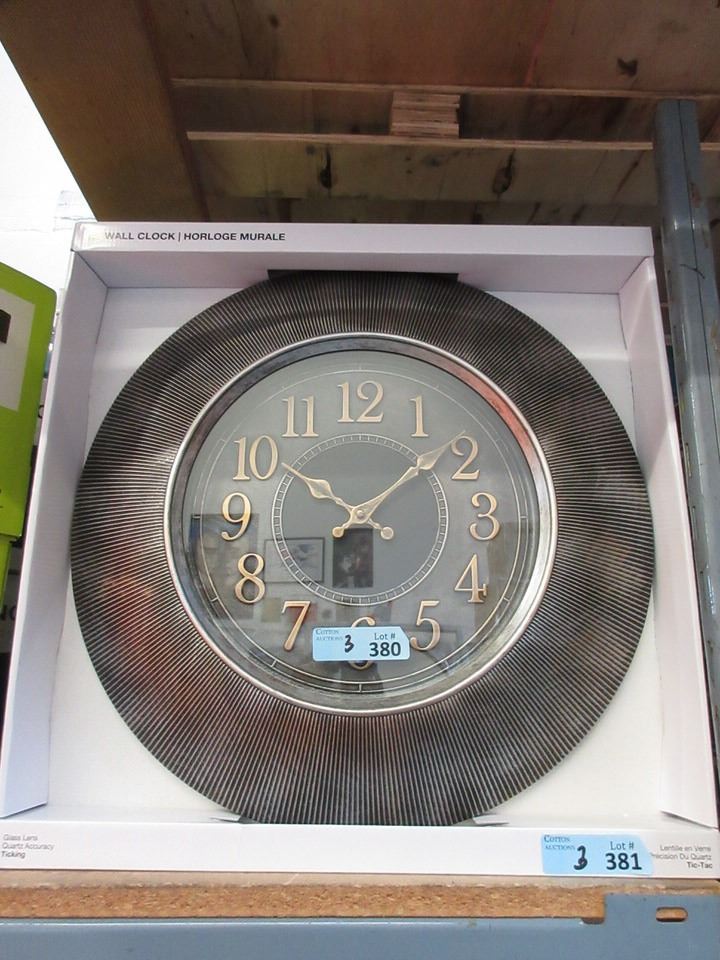 WALL CLOCK | HORLOGE MURALE
12
11
1
10
2
9
3
8
4
7
5
6
COTTON
AUCTIONS
3
Lot #
380
Glass Lens
Quartz Accuracy
Ticking
COTTON
AUCTIONS
3
Lot #
381
Lentille en Verre
Précision Du Quartz
Tic-Tac